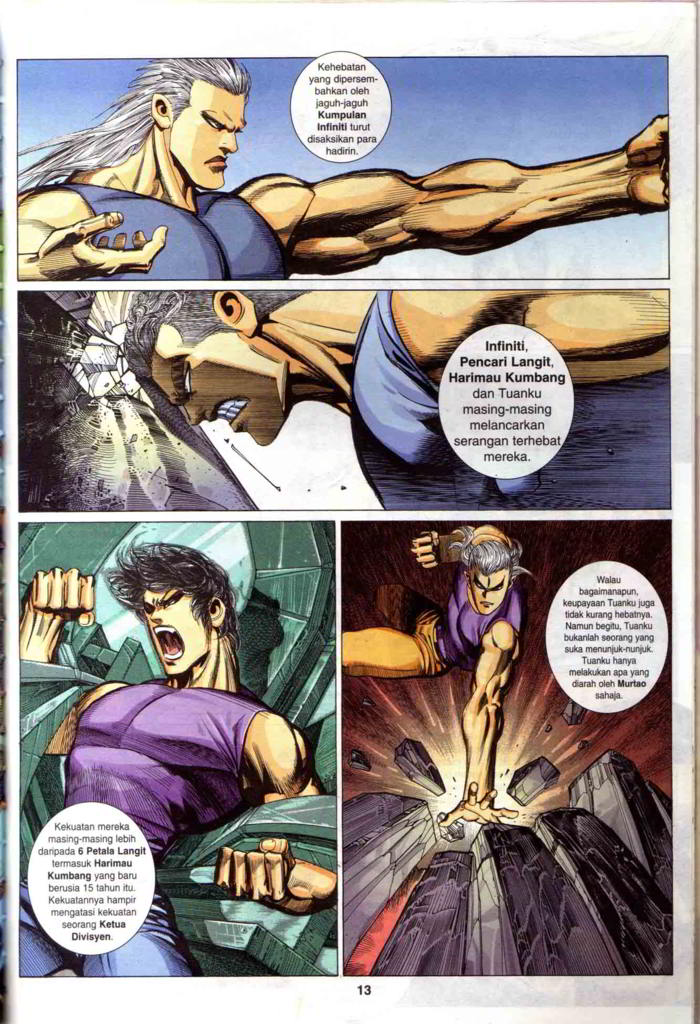 Kehebatan
yang dipersem-
bahkan oleh
jaguh-jaguh
Kumpulan
Infiniti turut
disaksikan para
hadirin.
Infiniti,
Pencari Langit,
Harimau Kumbang
dan Tuanku
masing-masing
melancarkan
serangan terhebat
mereka.
Kekuatan mereka
masing-masing lebih
daripada 6 Petala Langit
termasuk Harimau
Kumbang yang baru
berusia 15 tahun itu.
Kekuatannya hampir
mengatasi kekuatan
seorang Ketua
Divisyen.
Walau
bagaimanapun,
keupayaan Tuanku juga
tidak kurang hebatnya.
Namun begitu, Tuanku
bukanlah seorang yang
suka menunjuk-nunjuk.
Tuanku hanya
melakukan apa yang
diarah oleh Murtao
sahaja.
13